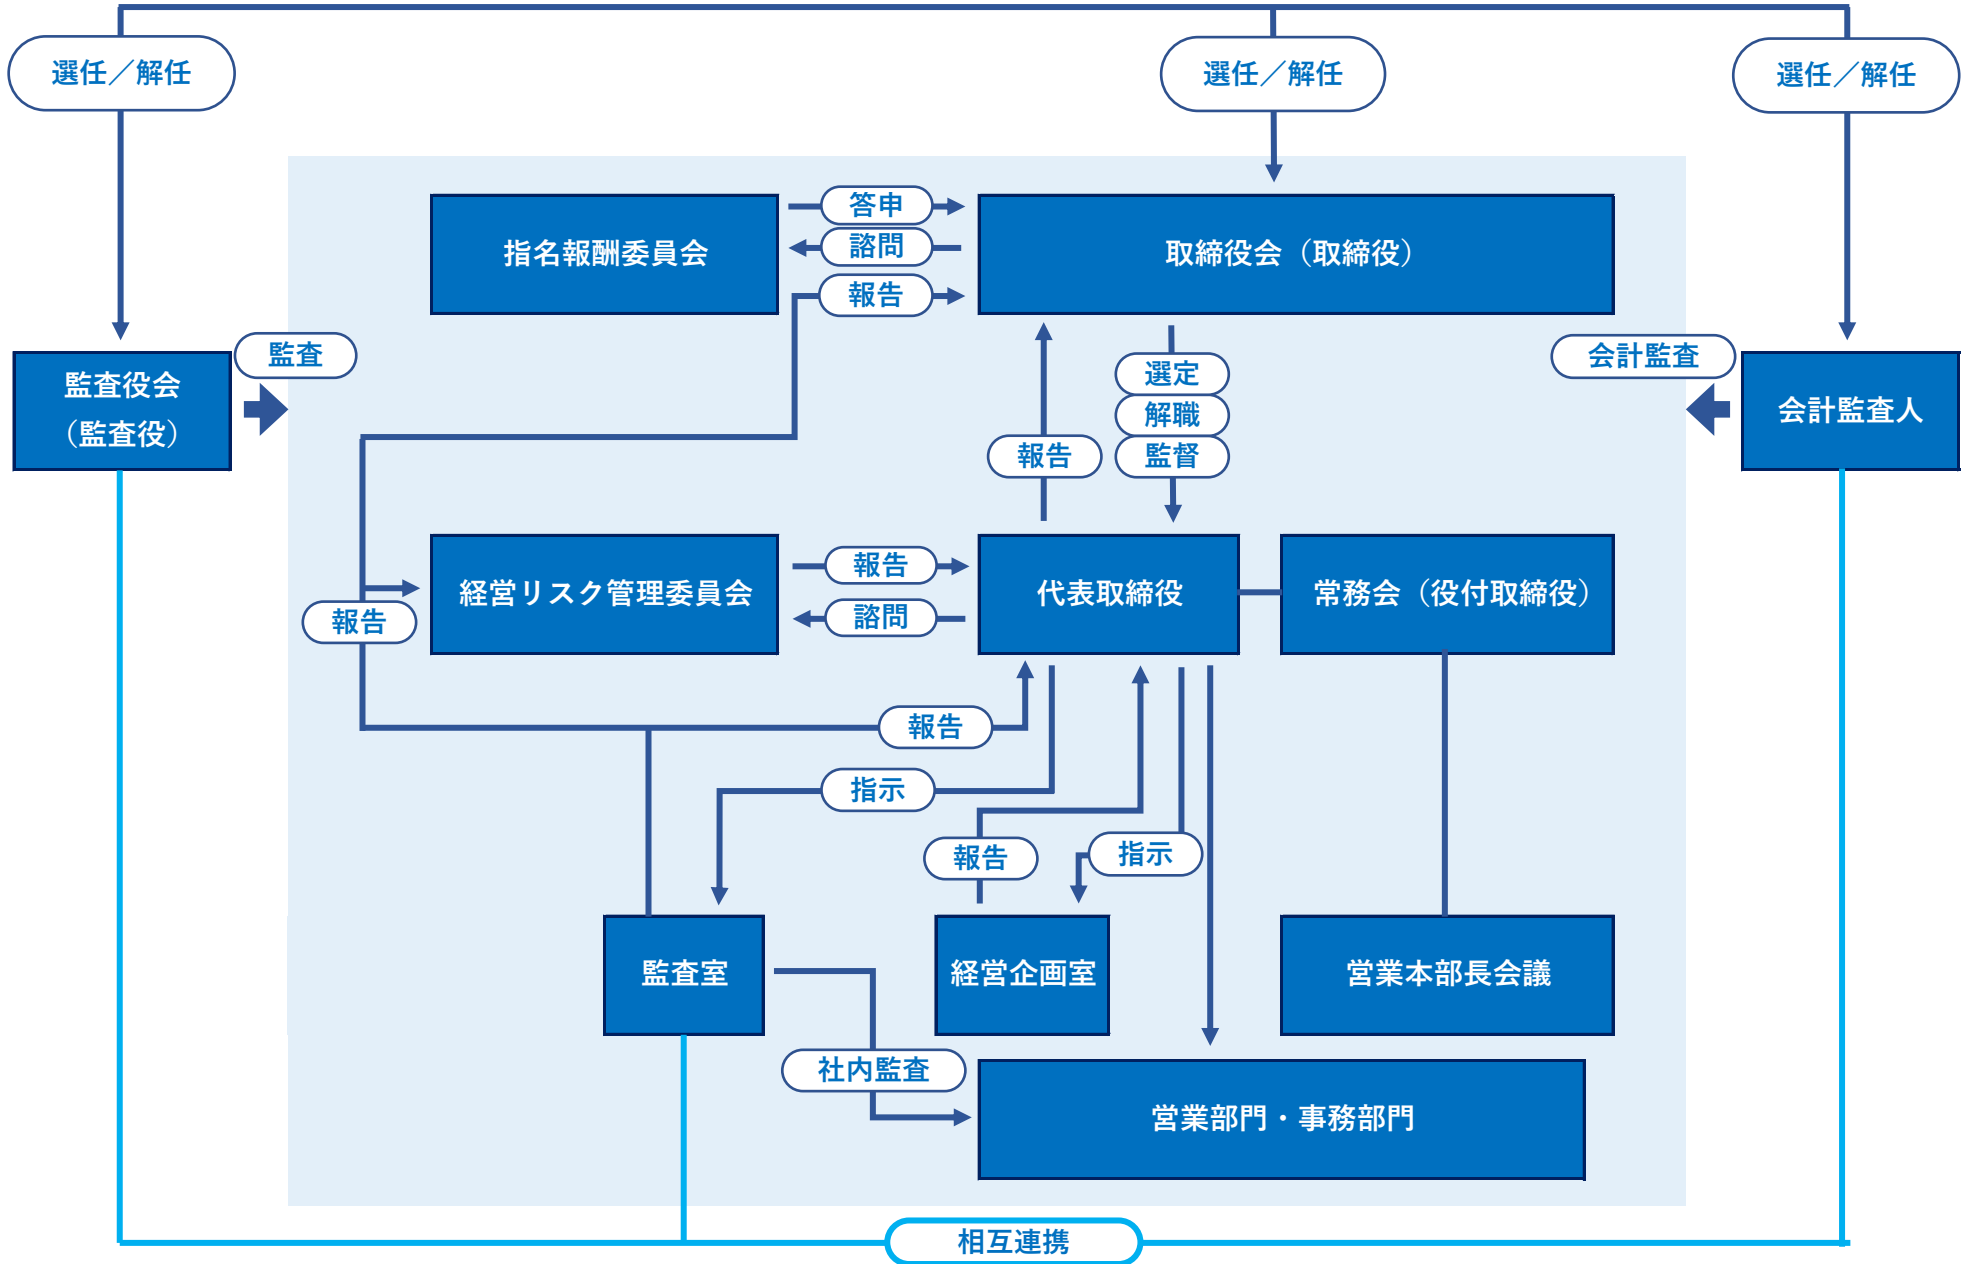 選任／解任
選任／解任
選任／解任
指名報酬委員会
答申
諮問
報告
取締役会（取締役）
監査役会
（監査役）
監査
会計監査
会計監査人
選定
解職
監督
報告
経営リスク管理委員会
報告
諮問
代表取締役
常務会（役付取締役）
報告
報告
指示
報告
指示
監査室
経営企画室
営業本部長会議
社内監査
営業部門・事務部門
相互連携